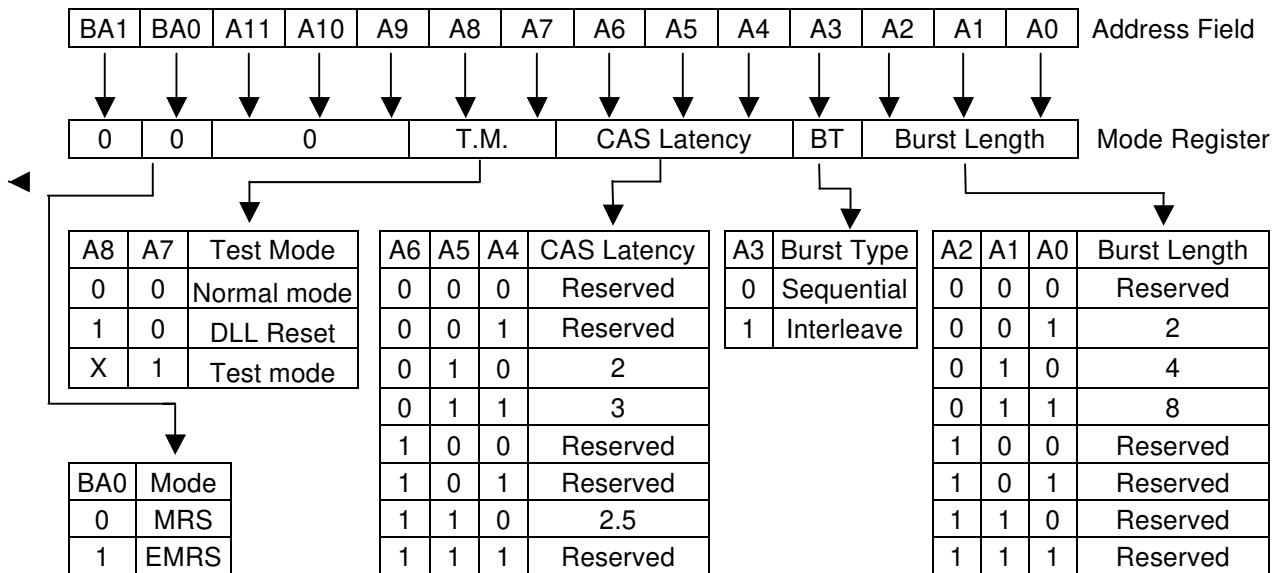 BA1 BA0 A11 A10 A9 A8 A7 A6 A5 A4 A3 A2 A1 A0 Address Field
0 0 0 T.M. CAS Latency BT Burst Length Mode Register
A8 A7 Test Mode
0 0 Normal mode
1 0 DLL Reset
X 1 Test mode
BA0 Mode
0 MRS
1 EMRS
A6 A5 A4 CAS Latency
0 0 0 Reserved
0 0 1 Reserved
0 1 0 2
0 1 1 3
1 0 0 Reserved
1 0 1 Reserved
1 1 0 2.5
1 1 1 Reserved
A3 Burst Type
0 Sequential
1 Interleave
A2 A1 A0 Burst Length
0 0 0 Reserved
0 0 1 2
0 1 0 4
0 1 1 8
1 0 0 Reserved
1 0 1 Reserved
1 1 0 Reserved
1 1 1 Reserved